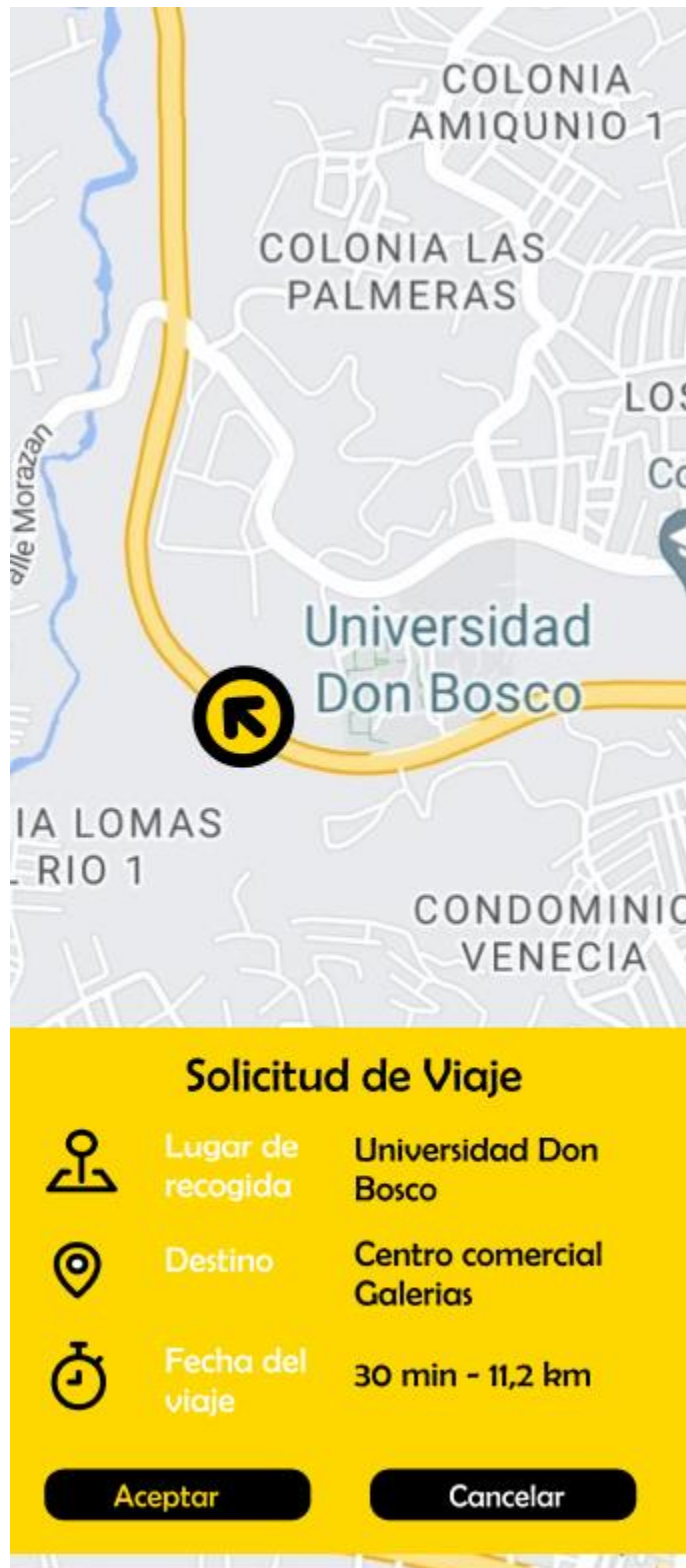 COLONIA
AMIQUNIO 1
COLONIA LAS
PALMERAS
LOS
alle Morazan
Co
Universidad
Don Bosco
IA LOMAS
RIO 1
CONDOMINIO
VENECIA
Solicitud de Viaje
Lugar de
recogida
Universidad Don
Bosco
Destino
Centro comercial
Galerias
Fecha del
viaje
30 min - 11,2 km
Aceptar
Cancelar